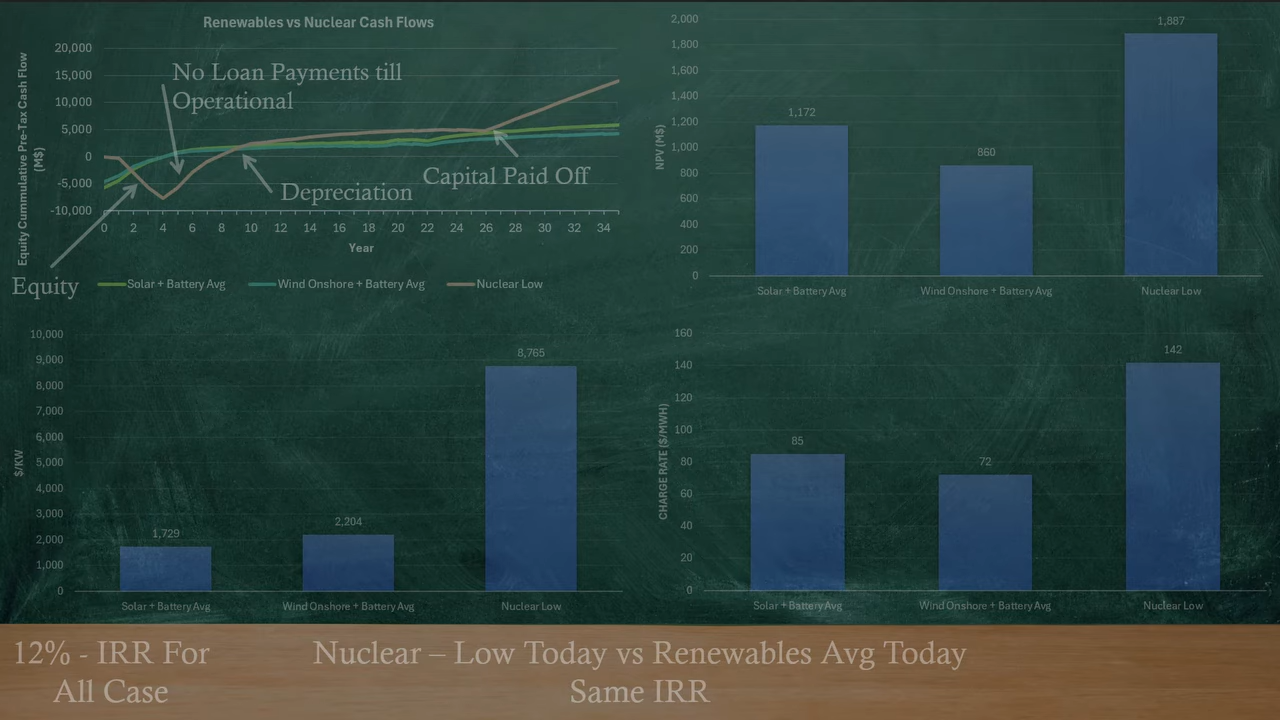 Renewables vs Nuclear Cash Flows
Equity Cummulative Pre-Tax Cash Flow
(M$)
20,000
15,000
10,000
5,000
0
-5,000
-10,000
No Loan Payments till
Operational
Depreciation
Capital Paid Off
0 2 4 6 8 10 12 14 16 18 20 22 24 26 28 30 32 34
Year
Equity
Solar + Battery Avg Wind Onshore + Battery Avg Nuclear Low
NPV (M$)
2,000
1,800
1,600
1,400
1,200
1,000
800
600
400
200
0
1,172
860
1,887
Solar + Battery Avg Wind Onshore + Battery Avg Nuclear Low
$/KW
10,000
9,000
8,000
7,000
6,000
5,000
4,000
3,000
2,000
1,000
0
1,729
2,204
8,765
Solar + Battery Avg Wind Onshore + Battery Avg Nuclear Low
CHARGE RATE ($/MWH)
160
140
120
100
80
60
40
20
0
85
72
142
Solar + Battery Avg Wind Onshore + Battery Avg Nuclear Low
12% - IRR For
All Case
Nuclear – Low Today vs Renewables Avg Today
Same IRR